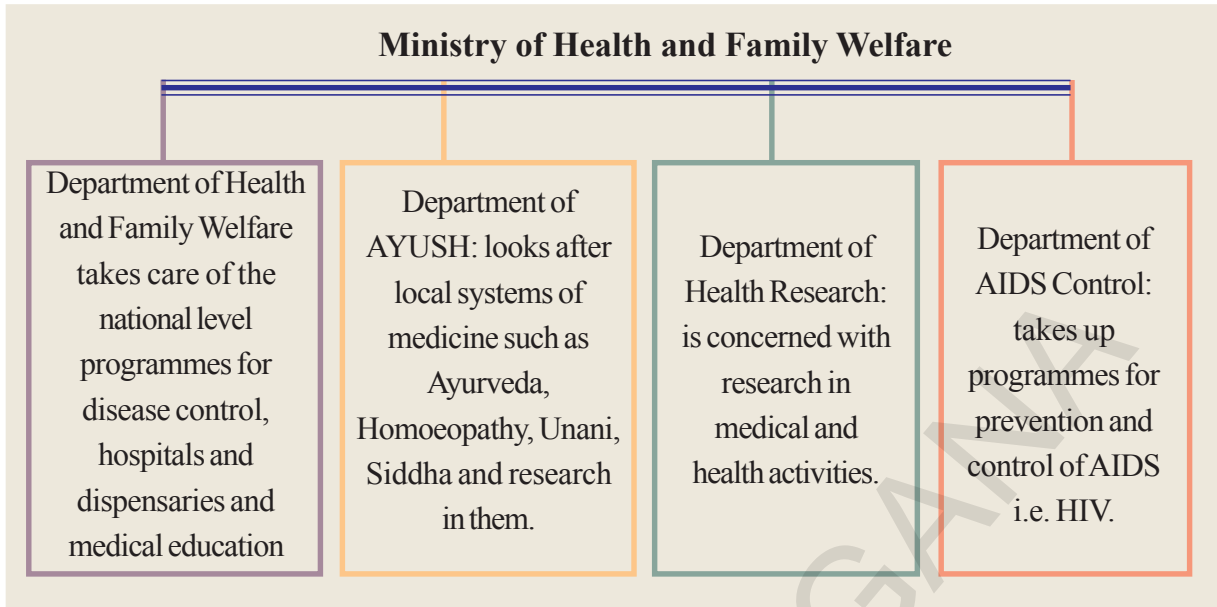 Ministry of Health and Family Welfare
Department of Health
and Family Welfare
takes care of the
national level
programmes for
disease control,
hospitals and
dispensaries and
medical education
Department of
AYUSH: looks after
local systems of
medicine such as
Ayurveda,
Homoeopathy, Unani,
Siddha and research
in them.
Department of
Health Research:
is concerned with
research in
medical and
health activities.
Department of
AIDS Control:
takes up
programmes for
prevention and
control of AIDS
i.e. HIV.
GANA